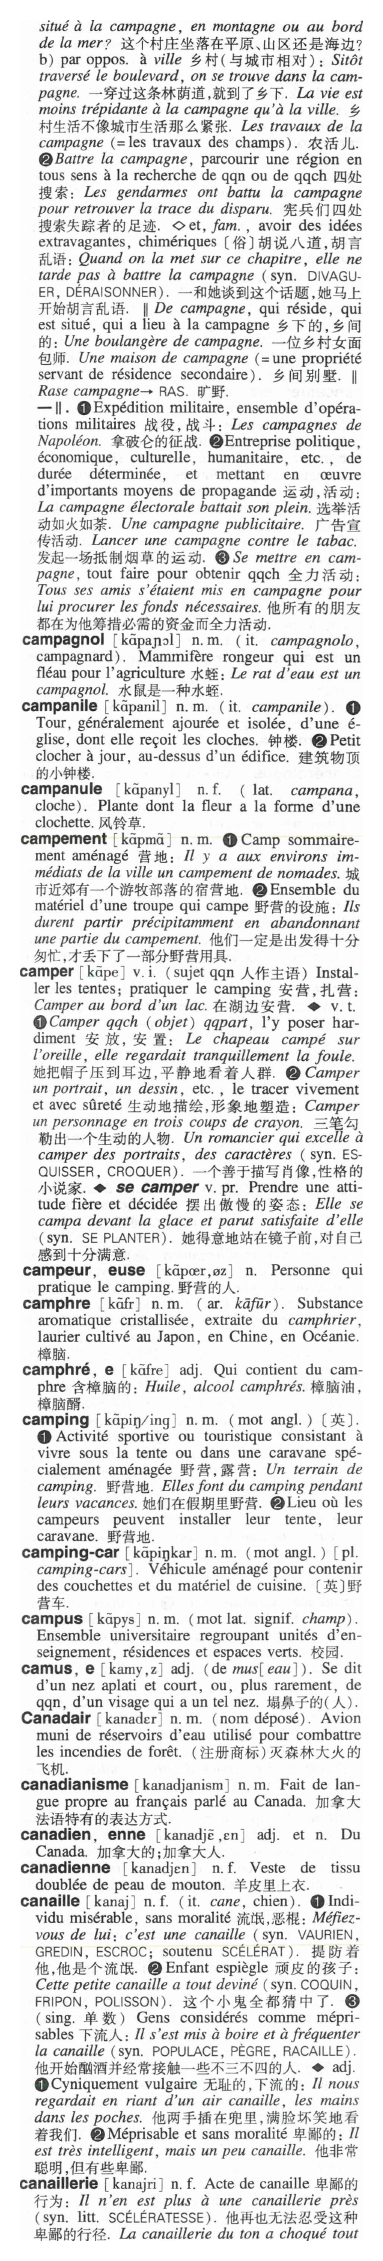 situé à la campagne, en montagne ou au bord
de la mer? 这个村庄坐落在平原、山区还是海边?
b) par oppos. à ville 乡村(与城市相对): Sitôt
traversé le boulevard, on se trouve dans la cam-
pagne. 一穿过这条林荫道,就到了乡下. La vie est
moins trépidante à la campagne qu'à la ville. 乡
村生活不像城市生活那么紧张. Les travaux de la
campagne (=les travaux des champs). 农活儿.
❷Battre la campagne, parcourir une région en
tous sens à la recherche de qqn ou de qqch 四处
搜索: Les gendarmes ont battu la campagne
pour retrouver la trace du disparu. 宪兵们四处
搜索失踪者的足迹. ◇et, fam., avoir des idées
extravagantes, chimériques [俗]胡说八道,胡言
乱语: Quand on la met sur ce chapitre, elle ne
tarde pas à battre la campagne (syn. DIVAGU-
ER, DÉRAISONNER). 一和她谈到这个话题,她马上
开始胡言乱语. ‖ De campagne, qui réside, qui
est situé, qui a lieu à la campagne 乡下的,乡间
的: Une boulangère de campagne. 一位乡村女面
包师. Une maison de campagne (=une propriété
servant de résidence secondaire). 乡间别墅. ‖
Rase campagne→ RAS. 旷野.
—Ⅱ. ❶Expédition militaire, ensemble d'opéra-
tions militaires 战役,战斗: Les campagnes de
Napoléon. 拿破仑的征战. ❷Entreprise politique,
économique, culturelle, humanitaire, etc., de
durée déterminée, et mettant en œuvre
d'importants moyens de propagande 运动,活动:
La campagne électorale battait son plein. 选举活
动如火如荼. Une campagne publicitaire. 广告宣
传活动. Lancer une campagne contre le tabac.
发起一场抵制烟草的运动. ❸Se mettre en cam-
pagne, tout faire pour obtenir qqch 全力活动:
Tous ses amis s'étaient mis en campagne pour
lui procurer les fonds nécessaires. 他所有的朋友
都在为他筹措必需的资金而全力活动.
campagnol [kɑ̃paɲɔl] n. m. (it. campagnolo,
campagnard). Mammifère rongeur qui est un
fléau pour l'agriculture 水䶄: Le rat d'eau est un
campagnol. 水鼠是一种水䶄.
campanile [kɑ̃panil] n. m. (it. campanile). ❶
Tour, généralement ajourée et isolée, d'une é-
glise, dont elle reçoit les cloches. 钟楼. ❷Petit
clocher à jour, au-dessus d'un édifice. 建筑物顶
的小钟楼.
campanule [kɑ̃panyl] n. f. (lat. campana,
cloche). Plante dont la fleur a la forme d'une
clochette. 风铃草.
campement [kɑ̃pmɑ̃] n. m. ❶Camp sommaire-
ment aménagé 营地: Il y a aux environs im-
médiats de la ville un campement de nomades. 城
市近郊有一个游牧部落的宿营地. ❷Ensemble du
matériel d'une troupe qui campe 野营的设施: Ils
durent partir précipitamment en abandonnant
une partie du campement. 他们一定是出发得十分
匆忙,才丢下了一部分野营用具.
camper [kɑ̃pe] v. i. (sujet qqn 人作主语) Instal-
ler les tentes; pratiquer le camping 安营,扎营:
Camper au bord d'un lac. 在湖边安营. ◆ v. t.
❶Camper qqch (objet) qqpart, l'y poser har-
diment 安放,安置: Le chapeau campé sur
l'oreille, elle regardait tranquillement la foule.
她把帽子压到耳边,平静地看着人群. ❷ Camper
un portrait, un dessin, etc., le tracer vivement
et avec sûreté 生动地描绘,形象地塑造: Camper
un personnage en trois coups de crayon. 三笔勾
勒出一个生动的人物. Un romancier qui excelle à
camper des portraits, des caractères (syn. ES-
QUISSER, CROQUER). 一个善于描写肖像,性格的
小说家. ◆ se camper v. pr. Prendre une atti-
tude fière et décidée 摆出傲慢的姿态: Elle se
campa devant la glace et parut satisfaite d'elle
(syn. SE PLANTER). 她得意地站在镜子前,对自己
感到十分满意.
campeur, euse [kɑ̃pœr,øz] n. Personne qui
pratique le camping. 野营的人.
camphre [kɑ̃fr] n. m. (ar. kāfūr). Substance
aromatique cristallisée, extraite du camphrier,
laurier cultivé au Japon, en Chine, en Océanie.
樟脑.
camphré, e [kɑ̃fre] adj. Qui contient du cam-
phre 含樟脑的: Huile, alcool camphrés. 樟脑油,
樟脑酊.
camping [kɑ̃piŋ/iŋg] n. m. (mot angl.) [英].
❶ Activité sportive ou touristique consistant à
vivre sous la tente ou dans une caravane spé-
cialement aménagée 野营,露营: Un terrain de
camping. 野营地. Elles font du camping pendant
leurs vacances. 她们在假期里野营. ❷Lieu où les
campeurs peuvent installer leur tente, leur
caravane. 野营地.
camping-car [kɑ̃piŋkar] n. m. (mot angl.) [pl.
camping-cars]. Véhicule aménagé pour contenir
des couchettes et du matériel de cuisine. [英]野
营车.
campus [kɑ̃pys] n. m. (mot lat. signif. champ).
Ensemble universitaire regroupant unités d'en-
seignement, résidences et espaces verts. 校园.
camus, e [kamy,z] adj. (de mus[eau]). Se dit
d'un nez aplati et court, ou, plus rarement, de
qqn, d'un visage qui a un tel nez. 塌鼻子的(人).
Canadair [kanadɛr] n. m. (nom déposé). Avion
muni de réservoirs d'eau utilisé pour combattre
les incendies de forêt. (注册商标)灭森林大火的
飞机.
canadianisme [kanadjanism] n. m. Fait de lan-
gue propre au français parlé au Canada. 加拿大
法语特有的表达方式.
canadien, enne [kanadjɛ̃,ɛn] adj. et n. Du
Canada. 加拿大的;加拿大人.
canadienne [kanadjɛn] n. f. Veste de tissu
doublée de peau de mouton. 羊皮里上衣.
canaille [kanaj] n. f. (it. cane, chien). ❶Indi-
vidu misérable, sans moralité 流氓,恶棍: Méfiez-
vous de lui: c'est une canaille (syn. VAURIEN,
GREDIN, ESCROC; soutenu SCÉLÉRAT). 提防着
他,他是个流氓. ❷Enfant espiègle 顽皮的孩子:
Cette petite canaille a tout deviné (syn. COQUIN,
FRIPON, POLISSON). 这个小鬼全都猜中了. ❸
(sing. 单数) Gens considérés comme mépri-
sables 下流人: Il s'est mis à boire et à fréquenter
la canaille (syn. POPULACE, PÈGRE, RACAILLE).
他开始酗酒并经常接触一些不三不四的人. ◆ adj.
❶Cyniquement vulgaire 无耻的,下流的: Il nous
regardait en riant d'un air canaille, les mains
dans les poches. 他两手插在兜里,满脸坏笑地看
着我们. ❷Méprisable et sans moralité 卑鄙的: Il
est très intelligent, mais un peu canaille. 他非常
聪明,但有些卑鄙.
canaillerie [kanajri] n. f. Acte de canaille 卑鄙的
行为: Il n'en est plus à une canaillerie près
(syn. litt. SCÉLÉRATESSE). 他再也无法忍受这种
卑鄙的行径. La canaillerie du ton a choqué tout